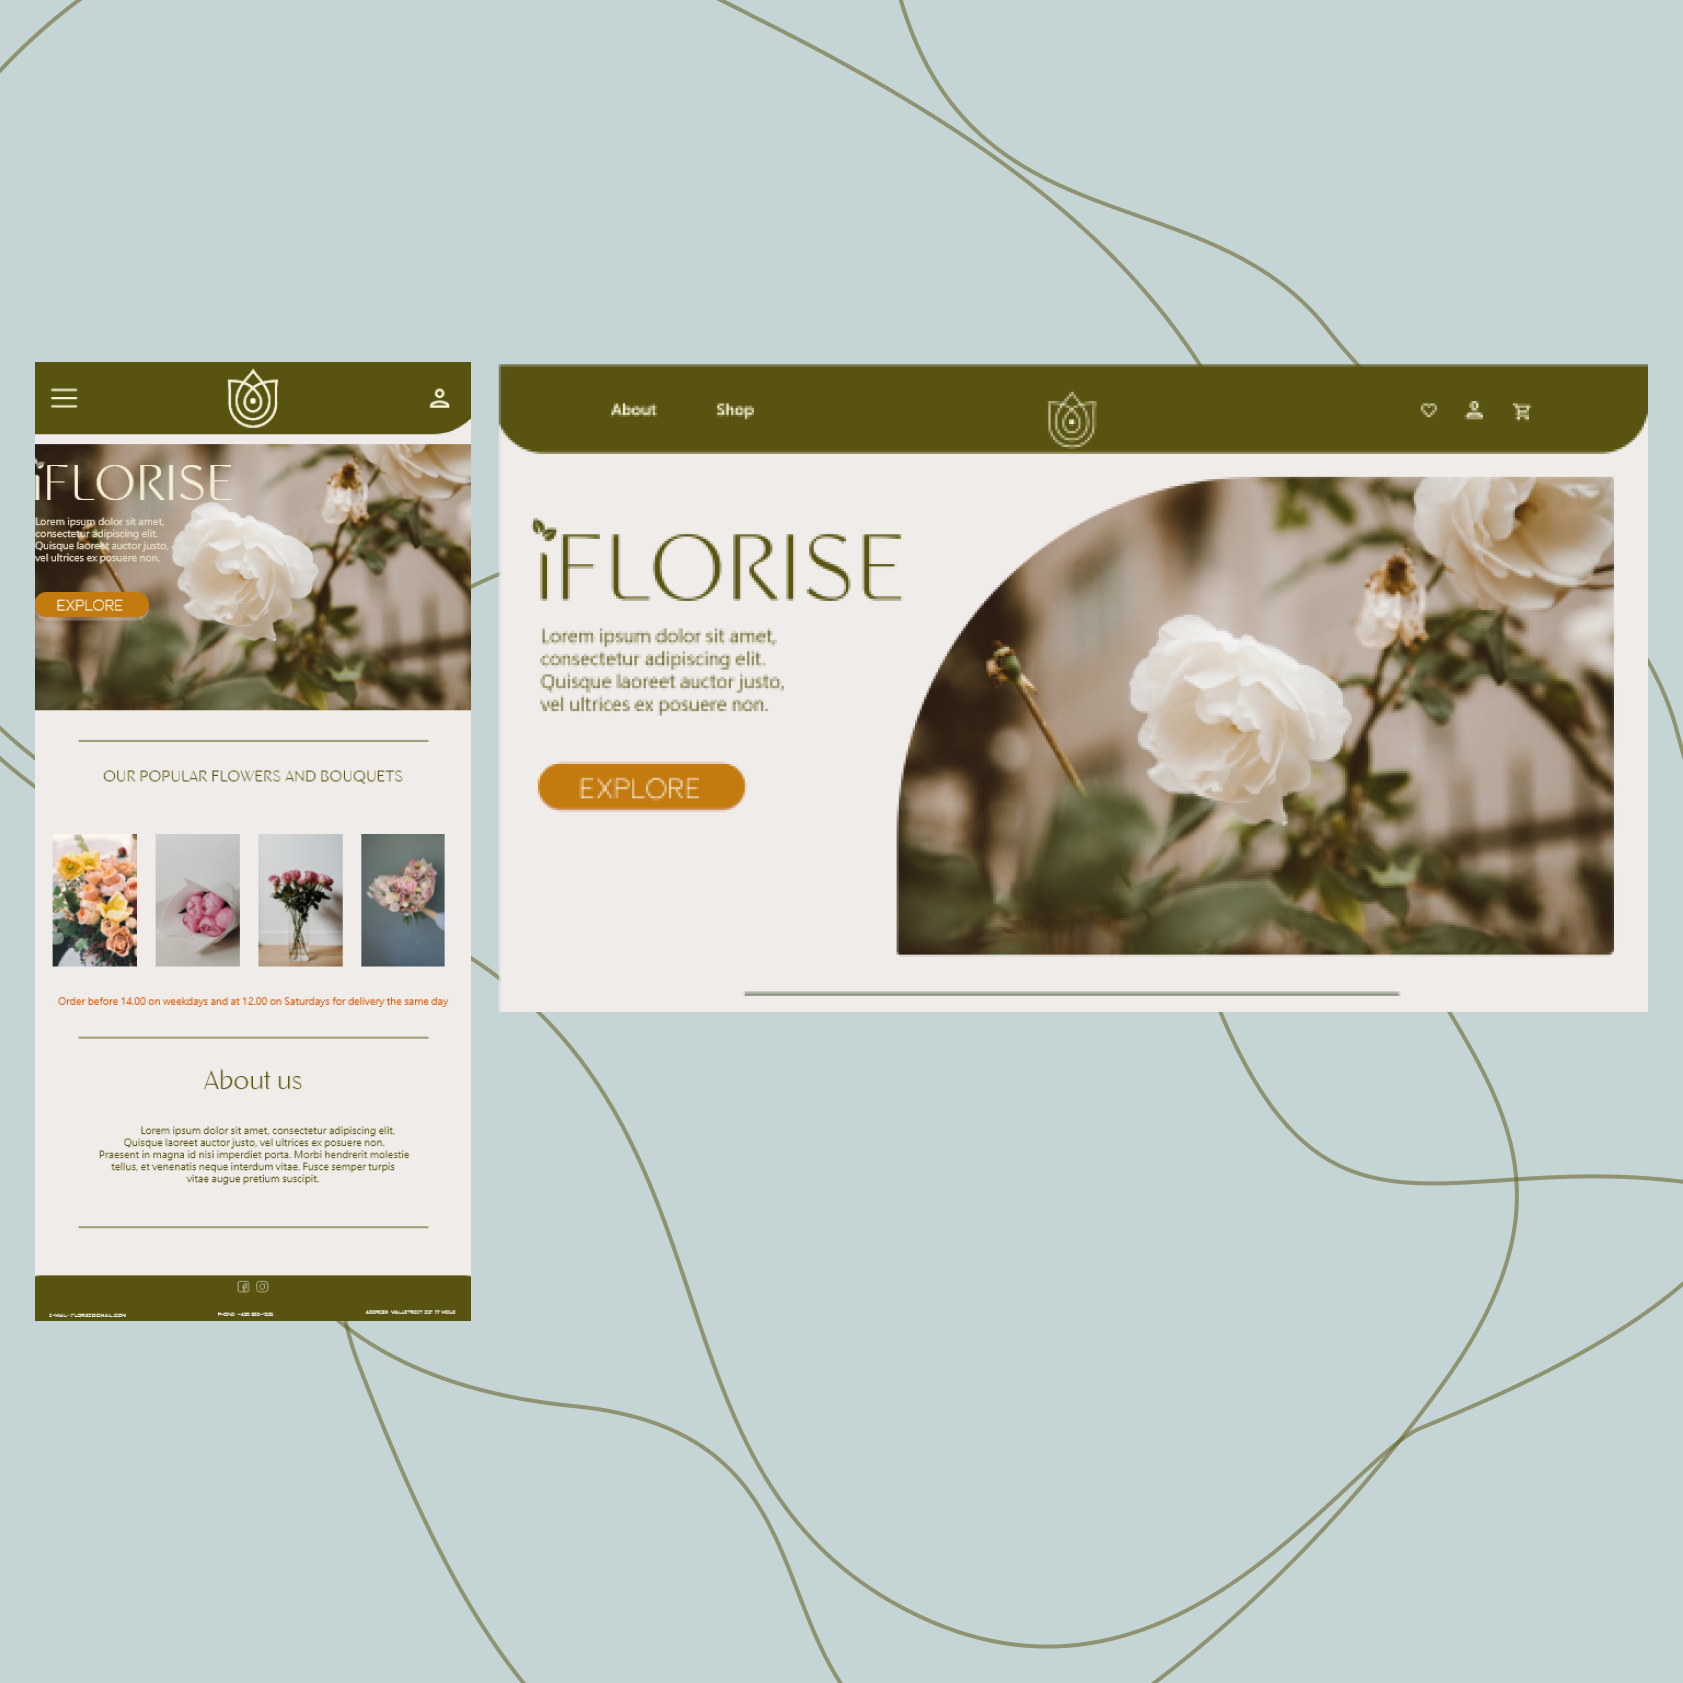 iFLORISE
Lorem ipsum dolor sit amet,
consectetur adipiscing elit.
Quisque laoreet auctor justo,
vel ultrices ex posuere non.
EXPLORE
OUR POPULAR FLOWERS AND BOUQUETS
Order before 14.00 on weekdays and at 12.00 on Saturdays for delivery the same day
About us
Lorem ipsum dolor sit amet, consectetur adipiscing elit.
Quisque laoreet auctor justo, vel ultrices ex posuere non.
Praesent in magna id nisi imperdiet porta. Morbi hendrerit molestie
tellus, et venenatis neque interdum vitae. Fusce semper turpis
vitae augue pretium suscipit.
E-MAIL:
PHONE:
ADDRESS:
About Shop
iFLORISE
Lorem ipsum dolor sit amet,
consectetur adipiscing elit.
Quisque laoreet auctor justo,
vel ultrices ex posuere non.
EXPLORE